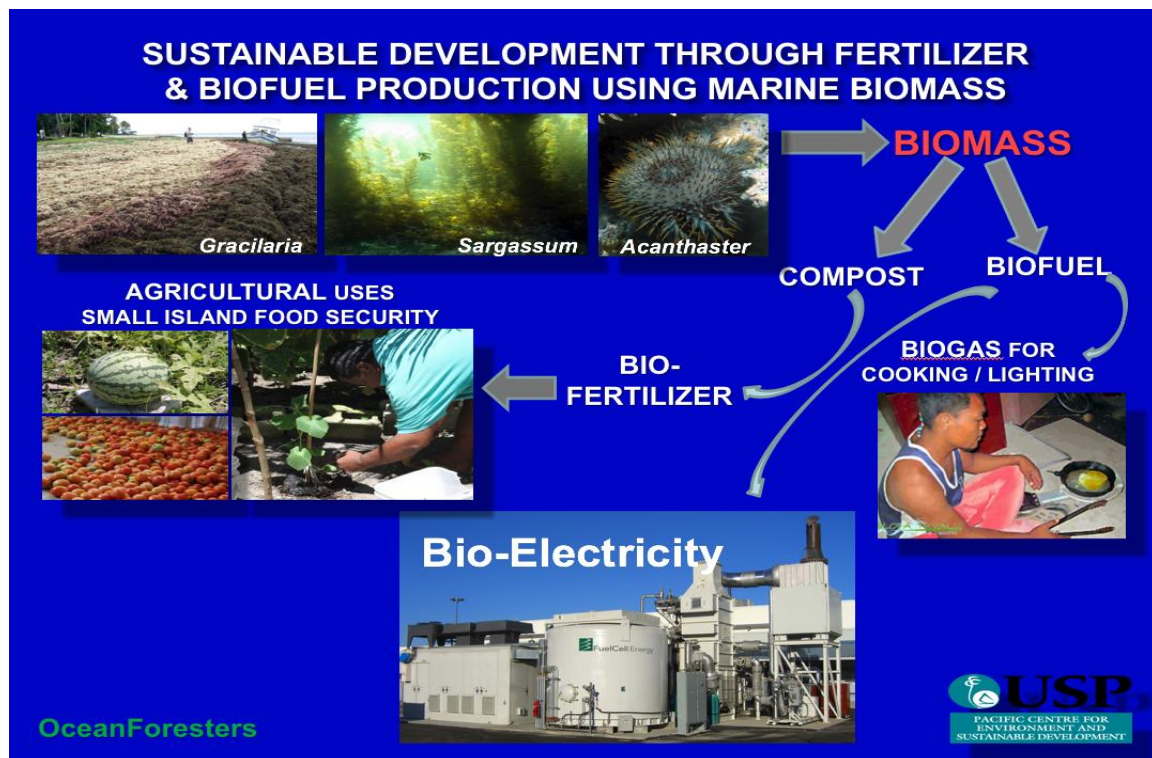 SUSTAINABLE DEVELOPMENT THROUGH FERTILIZER
& BIOFUEL PRODUCTION USING MARINE BIOMASS
Gracilaria
Sargassum
Acanthaster
BIOMASS
COMPOST
BIOFUEL
AGRICULTURAL USES
SMALL ISLAND FOOD SECURITY
BIO-
FERTILIZER
BIOGAS FOR
COOKING / LIGHTING
Bio-Electricity
FuelCell Energy
OceanForesters
USP
PACIFIC CENTRE FOR
ENVIRONMENT AND
SUSTAINABLE DEVELOPMENT